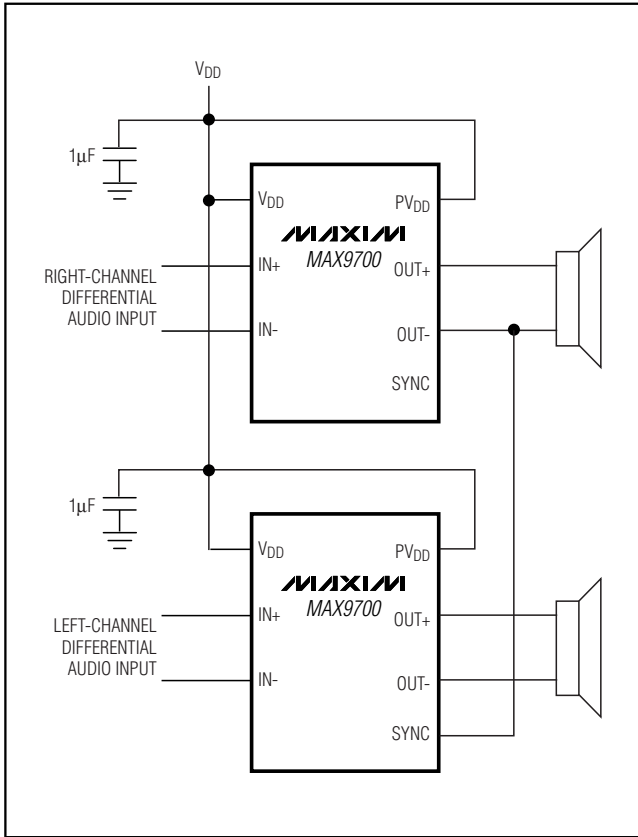 VDD
1µF
VDD
PVDD
MAXIM
MAX9700
IN+
OUT+
RIGHT-CHANNEL
DIFFERENTIAL
AUDIO INPUT
IN-
OUT-
SYNC
1µF
VDD
PVDD
MAXIM
MAX9700
IN+
OUT+
LEFT-CHANNEL
DIFFERENTIAL
AUDIO INPUT
IN-
OUT-
SYNC